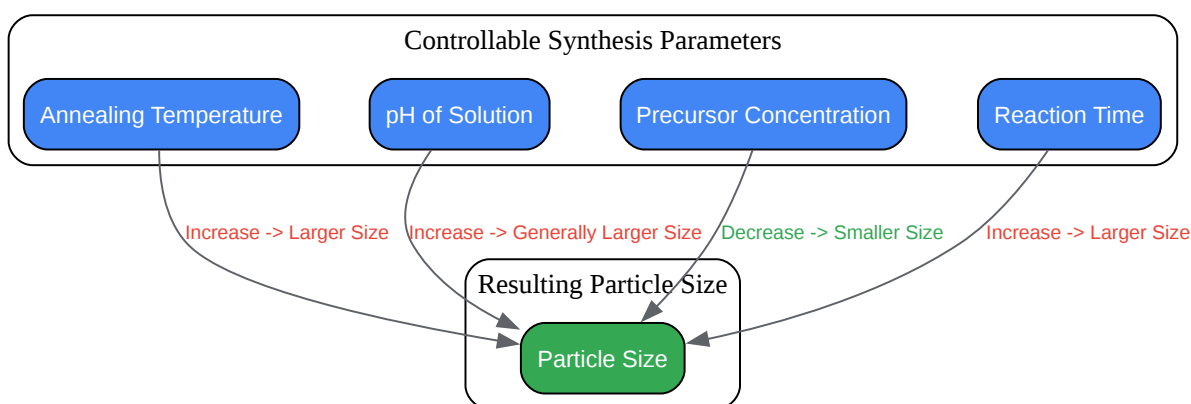 Controllable Synthesis Parameters
Annealing Temperature
pH of Solution
Precursor Concentration
Reaction Time
Increase -> Larger Size
Increase -> Generally Larger Size
Decrease -> Smaller Size
Increase -> Larger Size
Resulting Particle Size
Particle Size